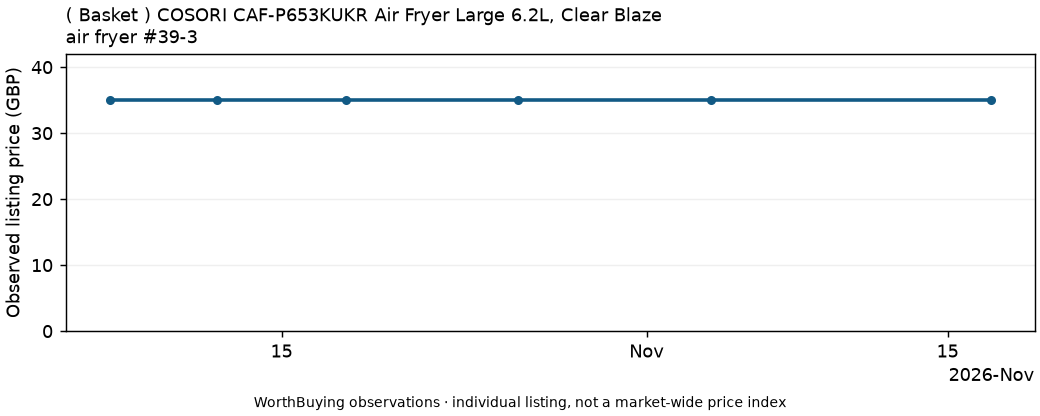 ( Basket ) COSORI CAF-P653KUKR Air Fryer Large 6.2L, Clear Blaze
air fryer #39-3
Observed listing price (GBP)
40
30
20
10
0
15
Nov
15
2026-Nov
WorthBuying observations · individual listing, not a market-wide price index